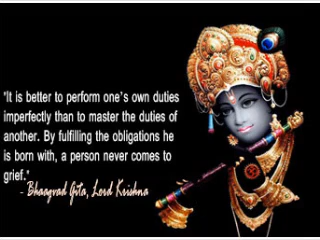 "It is better to perform one's own duties
imperfectly than to master the duties of
another. By fulfilling the obligations he
is born with, a person never comes to
grief."
- Bhaagvad Gita, Lord Krishna